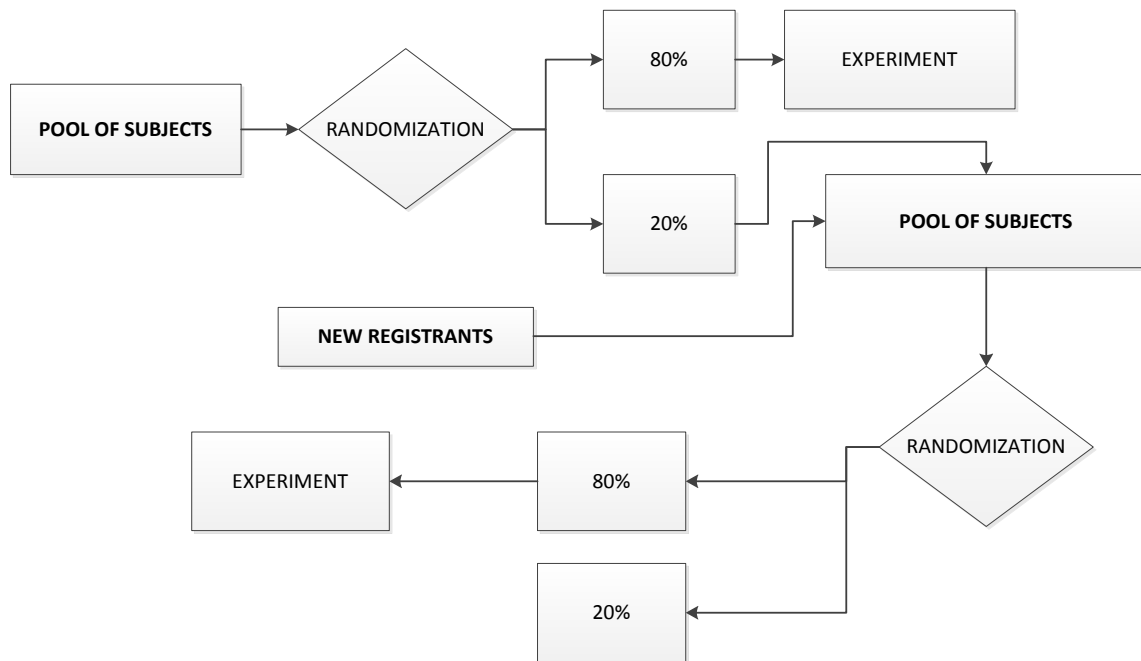 80%
EXPERIMENT
POOL OF SUBJECTS
RANDOMIZATION
20%
POOL OF SUBJECTS
NEW REGISTRANTS
RANDOMIZATION
EXPERIMENT
80%
20%